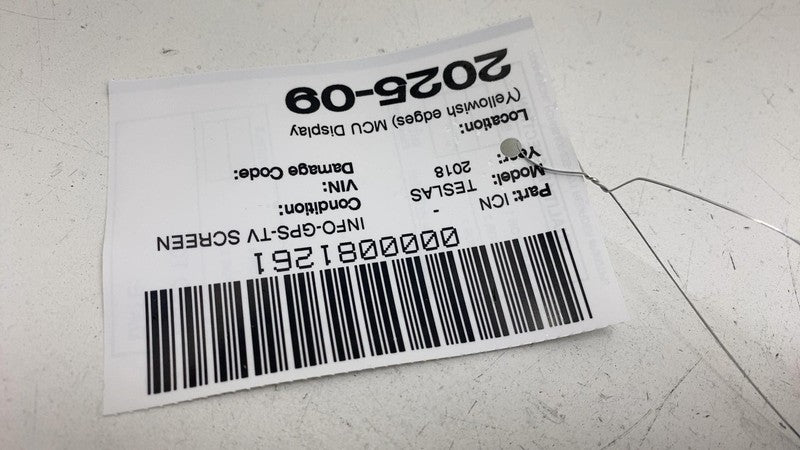 0000081261
Part: ICN - INFO-GPS-TV SCREEN
Model: TESLAS Condition:
Year: 2018 VIN:
Damage Code:
Location:
(Yellowish edges) MCU Display
2025-09